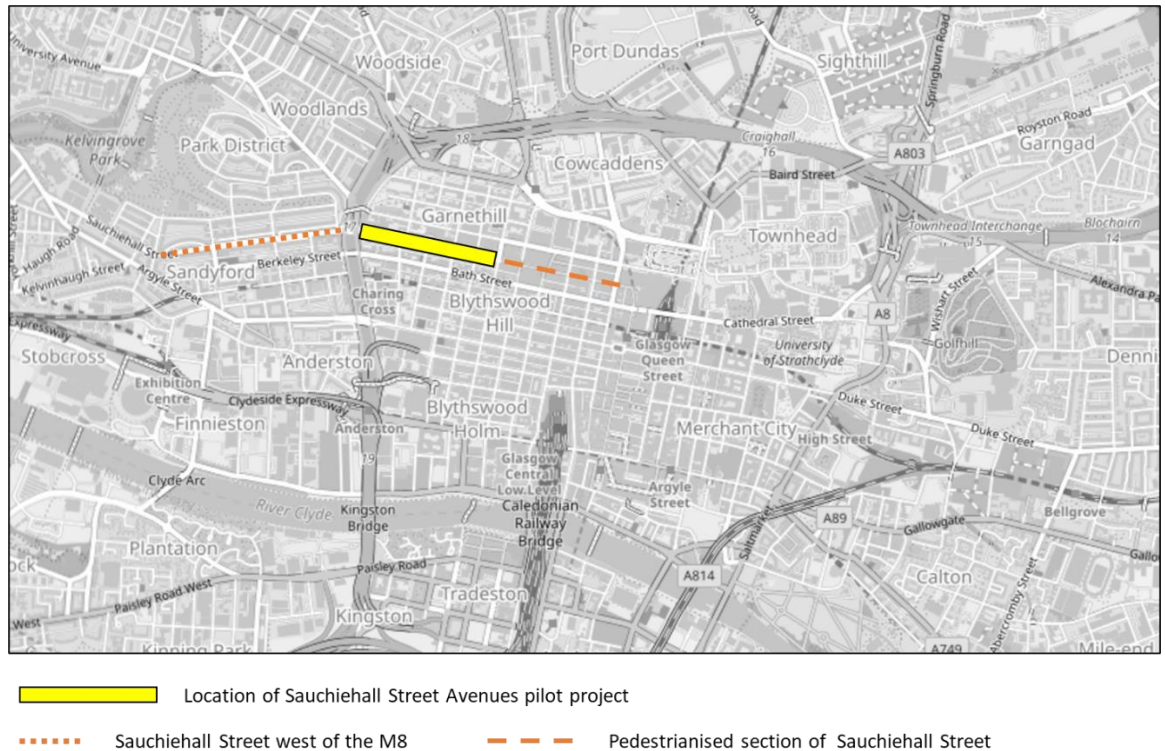 University Avenue
Woodside
Port Dundas
Sighthill
Springburn Road
Woodlands
Royston Road
Kelvingrove
Park
Park District
18
Craighall
16
A803
Garngad
Cowcaddens
Baird Street
Garnethill
Sauchiehall Street
17
Townhead
Townhead Interchange
15
Blochairn
14
Haugh Road
Sandyford
Berkeley Street
Kelvinhaugh Street
Argyle Street
Bath Street
Alexandra Pa
Charing
Cross
Blythswood
Hill
Wishart Street
A8
Cathedral Street
Expressway
Stobcross
Anderston
Glasgow
Queen
Street
University
of Strathclyde
Golfhill
Denni
Exhibition
Centre
Clydeside Expressway
Blythswood
Holm
Duke Street
Finnieston
Anderston
Merchant City
High Street
Duke Street
19
Glasgow
Central
Low Level
Argyle
Street
Clyde Arc
River Clyde
Kingston
Bridge
Caledonian
Railway
Bridge
Saltmarket
A89
Gallowgate
Bellgrove
Plantation
Gallo
ock
Paisley Road
A814
Calton
Abercromby Street
Paisley Road West
Tradeston
West
Kingston
Kinning Park
A749
Mile-end
Location of Sauchiehall Street Avenues pilot project
Sauchiehall Street west of the M8
Pedestrianised section of Sauchiehall Street